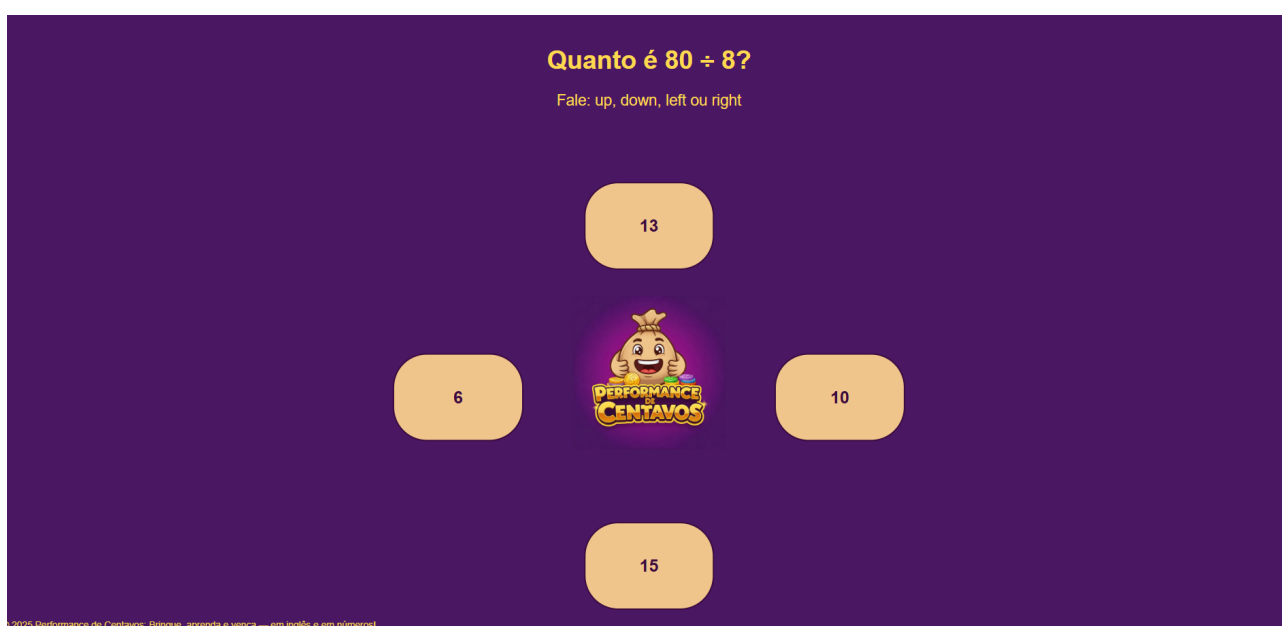 Quanto é 80 ÷ 8?
Fale: up, down, left ou right
13
6
PERFORMANCE
DE
CENTAVOS
10
15
2025 Performance de Centavos: Brinque, aprenda e vença — em inglês e em números!